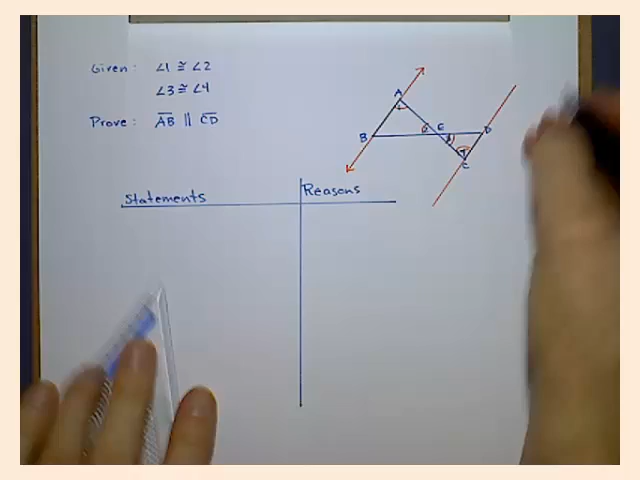 Given: ∠1 ≅ ∠2
∠3 ≅ ∠4
Prove: AB || CD
A
E
B
D
C
Statements
Reasons